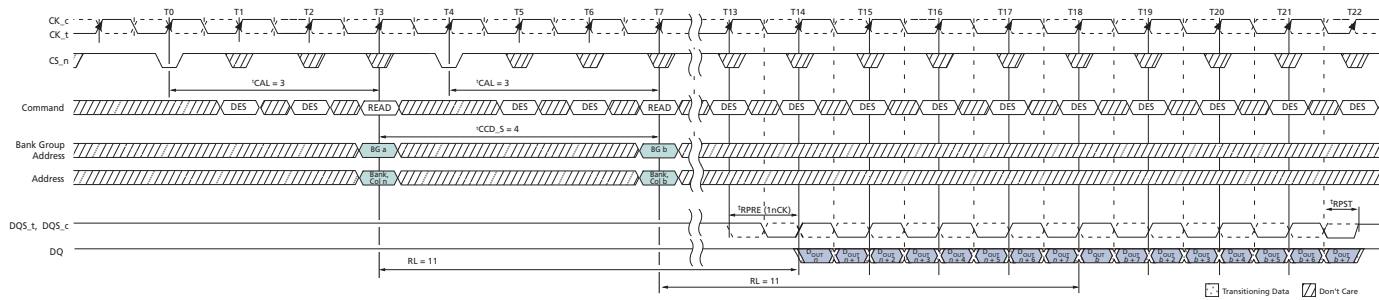 T0 T1 T2 T3 T4 T5 T6 T7 T13 T14 T15 T16 T17 T18 T19 T20 T21 T22
CK_c
CK_t
CS_n
tCAL = 3 tCAL = 3
Command DES DES READ DES DES READ DES DES DES DES DES DES DES DES DES DES
tCCD_S = 4
Bank Group
Address
BG a BG b
Address
Bank,
Col n
Bank,
Col b
tRPRE (1nCK) tRPST
DQS_t, DQS_c
DQ
DOUT n
DOUT n + 1
DOUT n + 2
DOUT n + 3
DOUT n + 4
DOUT n + 5
DOUT n + 6
DOUT n + 7
DOUT b
DOUT b + 7
DOUT b + 2
DOUT b + 3
DOUT b + 4
DOUT b + 5
DOUT b + 6
DOUT b + 7
RL = 11
RL = 11
Transitioning Data Don't Care